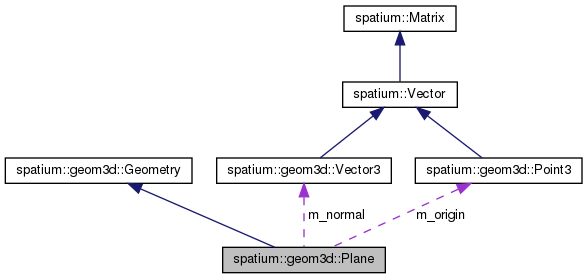 spatium::Matrix
spatium::Vector
spatium::geom3d::Geometry
spatium::geom3d::Vector3
spatium::geom3d::Point3
m_normal
m_origin
spatium::geom3d::Plane